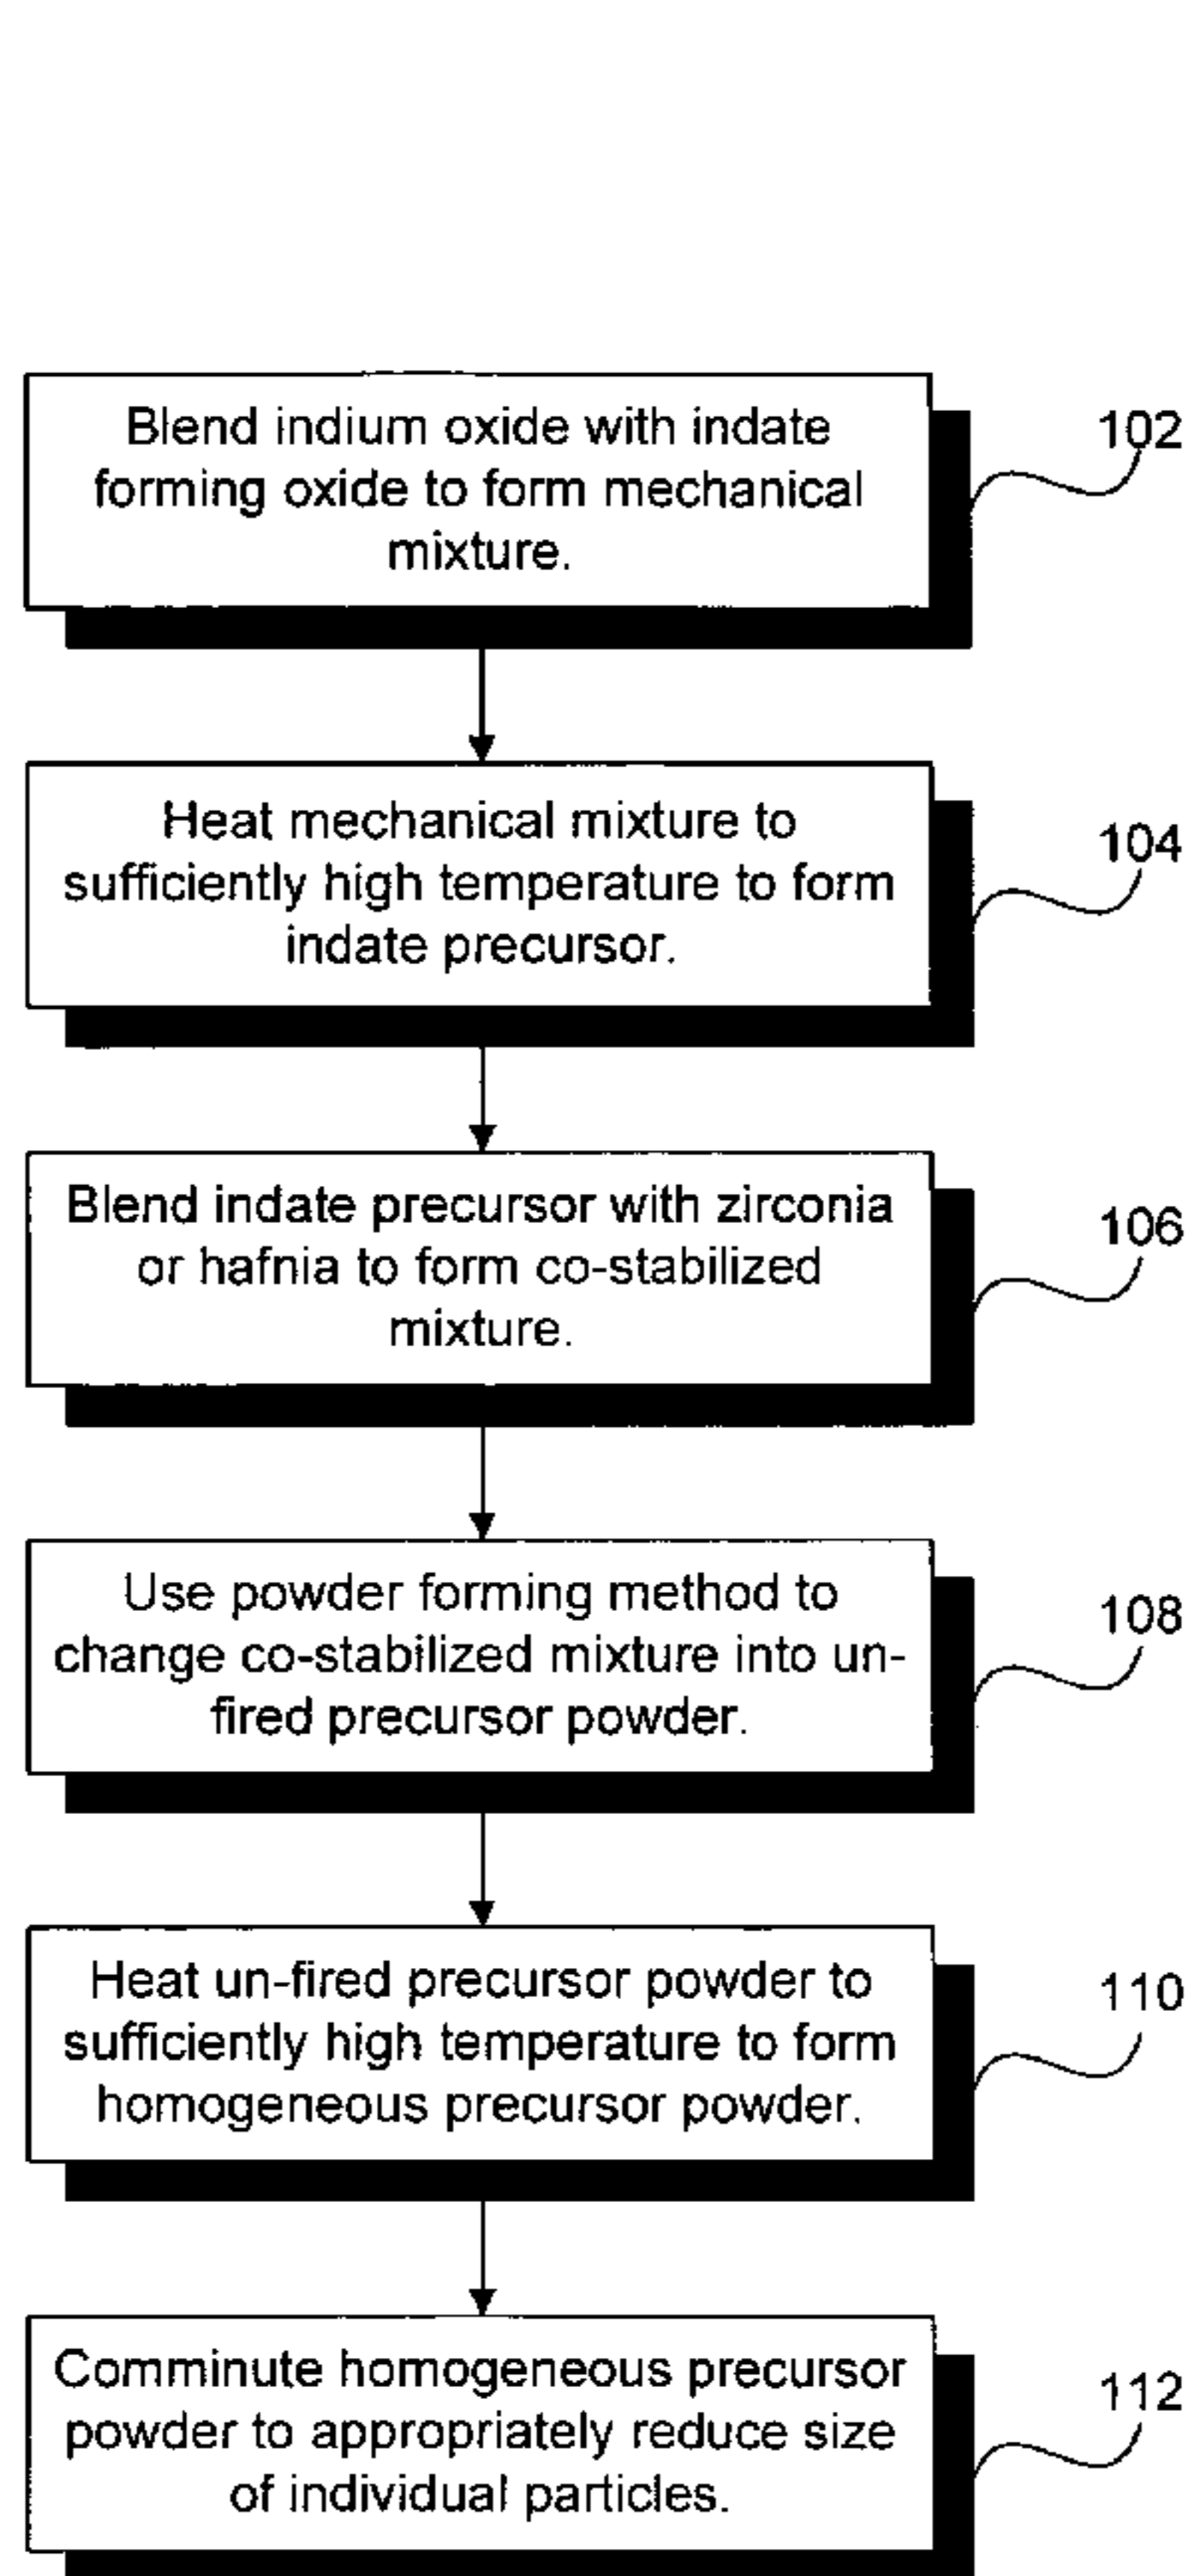 Blend indium oxide with indate
forming oxide to form mechanical
mixture.
102
Heat mechanical mixture to
sufficiently high temperature to form
indate precursor.
104
Blend indate precursor with zirconia
or hafnia to form co-stabilized
mixture.
106
Use powder forming method to
change co-stabilized mixture into un-
fired precursor powder.
108
Heat un-fired precursor powder to
sufficiently high temperature to form
homogeneous precursor powder.
110
Comminute homogeneous precursor
powder to appropriately reduce size
of individual particles.
112